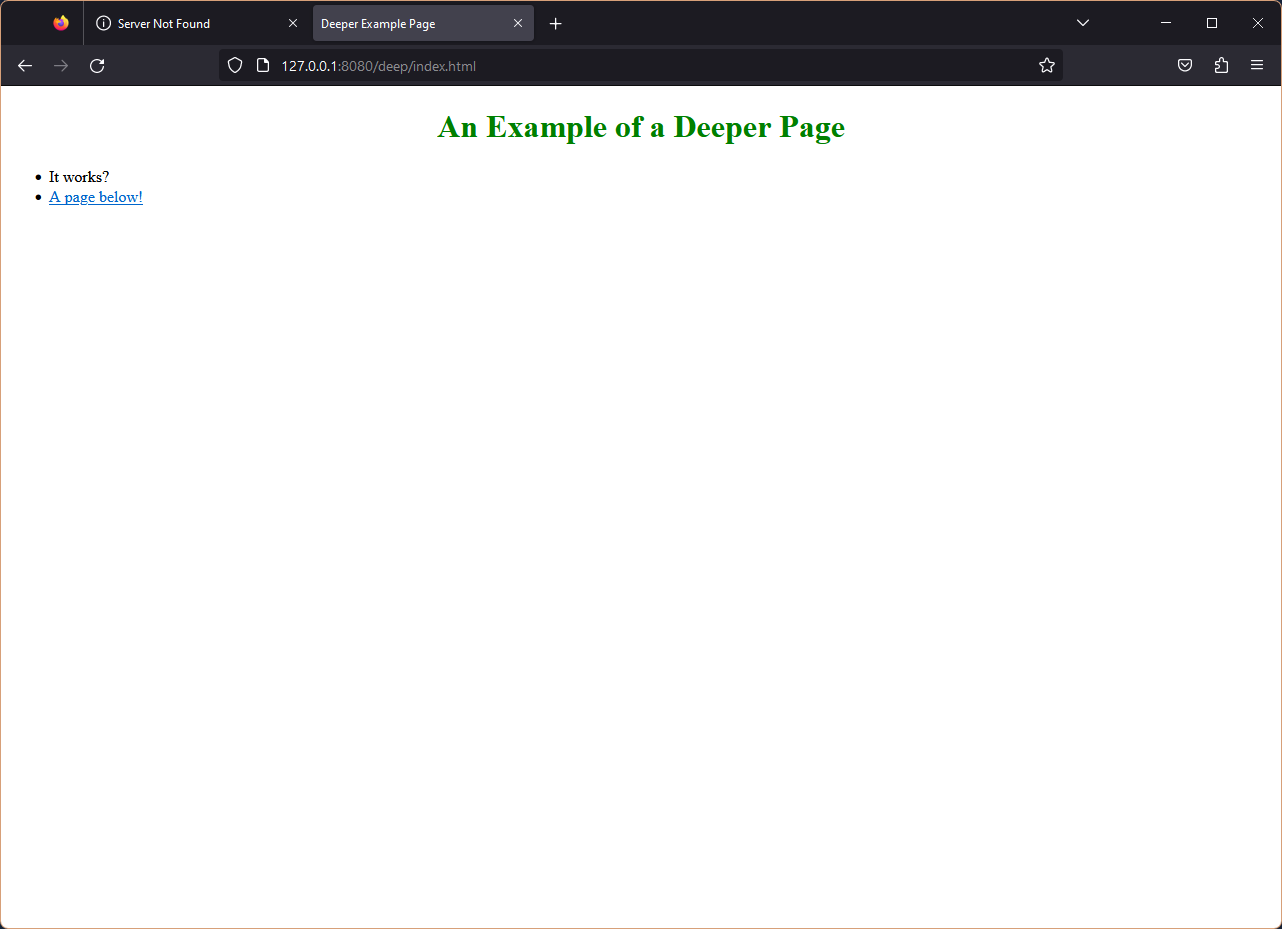 Server Not Found
Deeper Example Page
127.0.0.1:8080/deep/index.html
An Example of a Deeper Page
It works?
A page below!